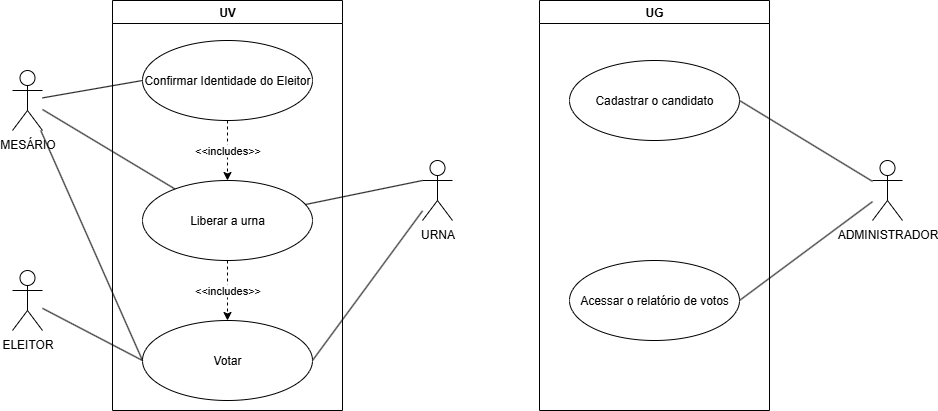 UV
UG
Confirmar Identidade do Eleitor
Cadastrar o candidato
MESÁRIO
<<includes>>
Liberar a urna
URNA
ADMINISTRADOR
<<includes>>
Acessar o relatório de votos
ELEITOR
Votar